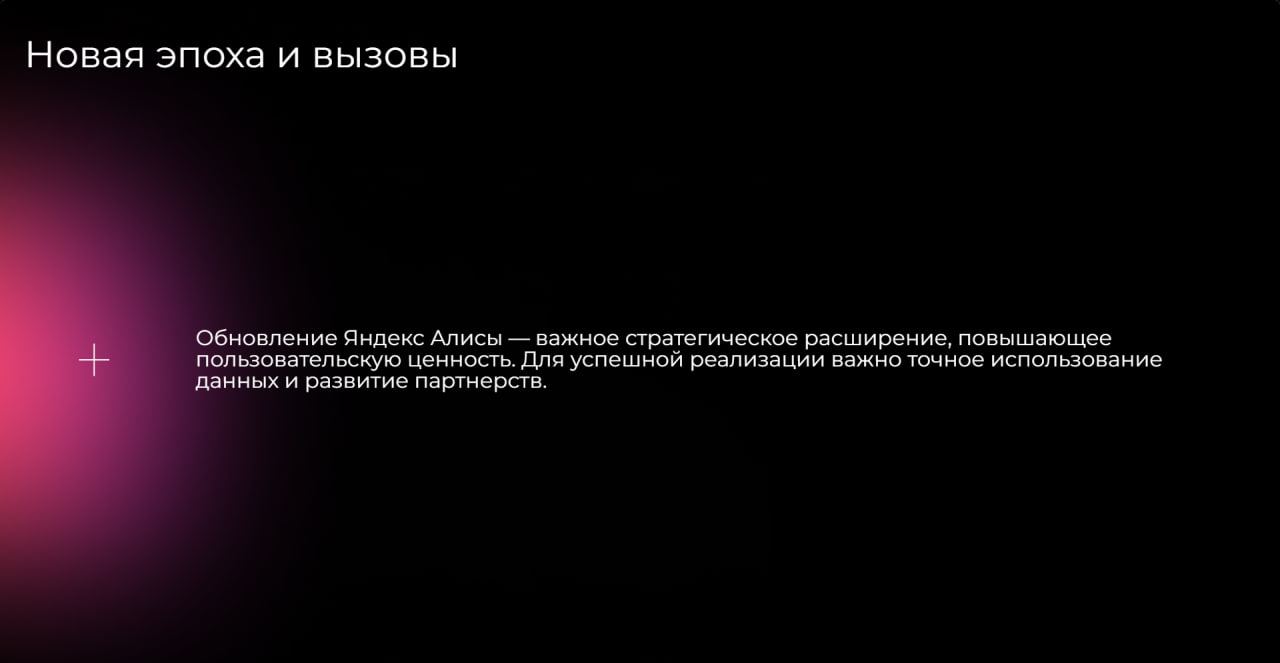 Новая эпоха и вызовы
Обновление Яндекс Алисы — важное стратегическое расширение, повышающее
пользовательскую ценность. Для успешной реализации важно точное использование
данных и развитие партнерств.